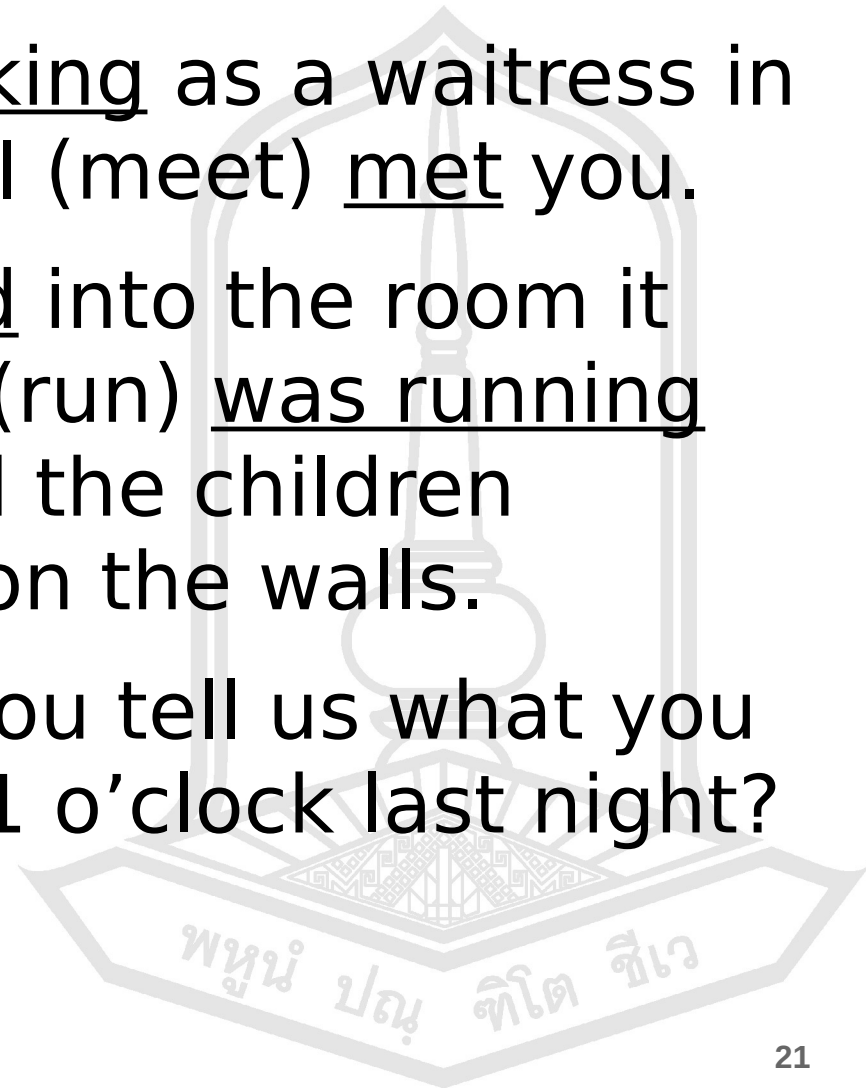 king as a waitress in
I (meet) met you.
d into the room it
(run) was running
the children
on the walls.
ou tell us what you
1 o’clock last night?
พหูนํ ปณฺฑิโต ชีเว
21